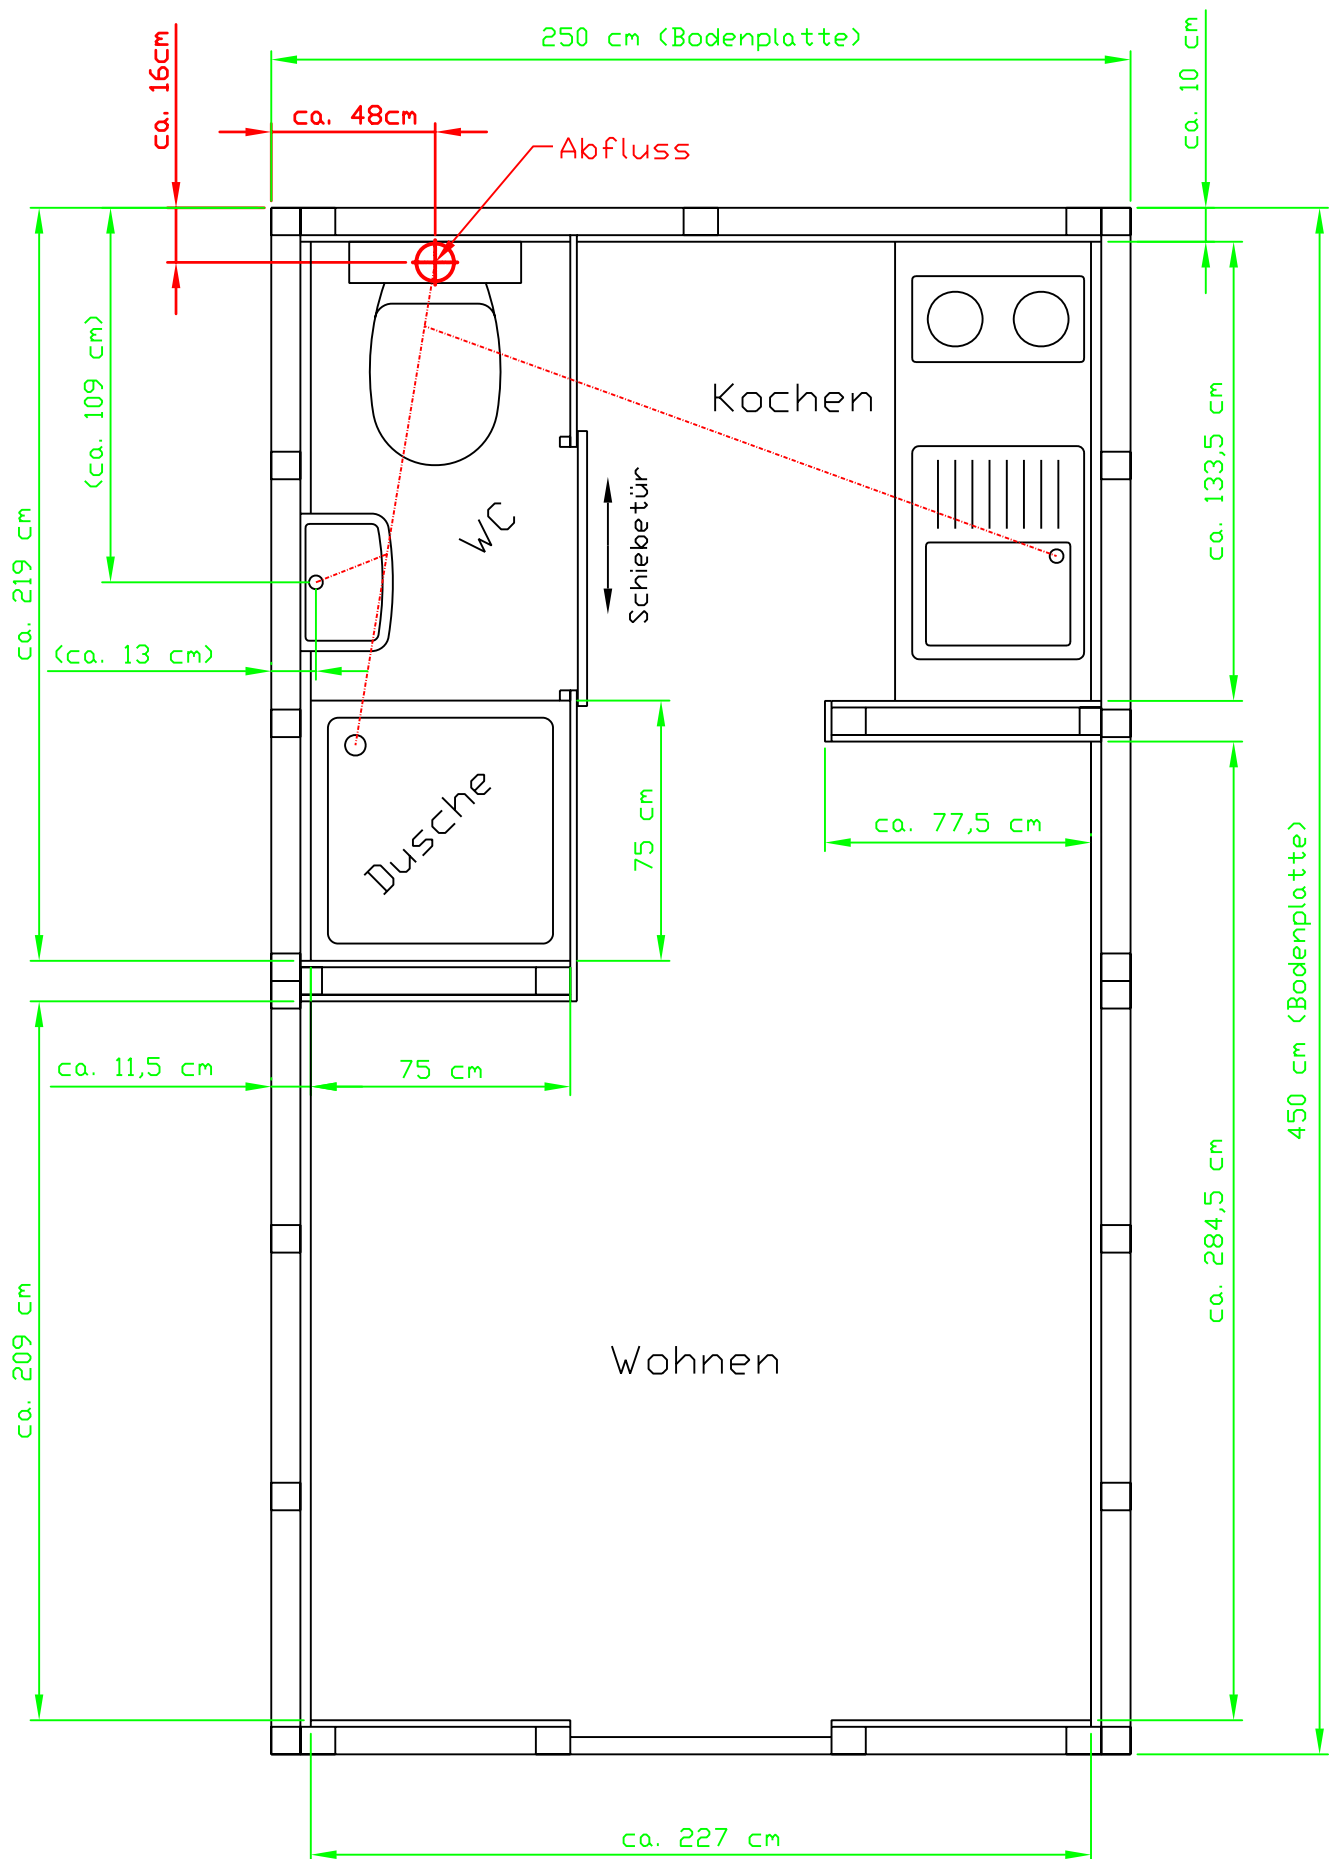 250 cm (Bodenplatte)
ca. 16cm
ca. 10 cm
ca. 48cm
Abfluss
(ca. 109 cm)
Kochen
ca. 133,5 cm
WC
Schiebetür
ca. 219 cm
(ca. 13 cm)
Dusche
75 cm
ca. 77,5 cm
450 cm (Bodenplatte)
ca. 11,5 cm
75 cm
ca. 284,5 cm
ca. 209 cm
Wohnen
ca. 227 cm